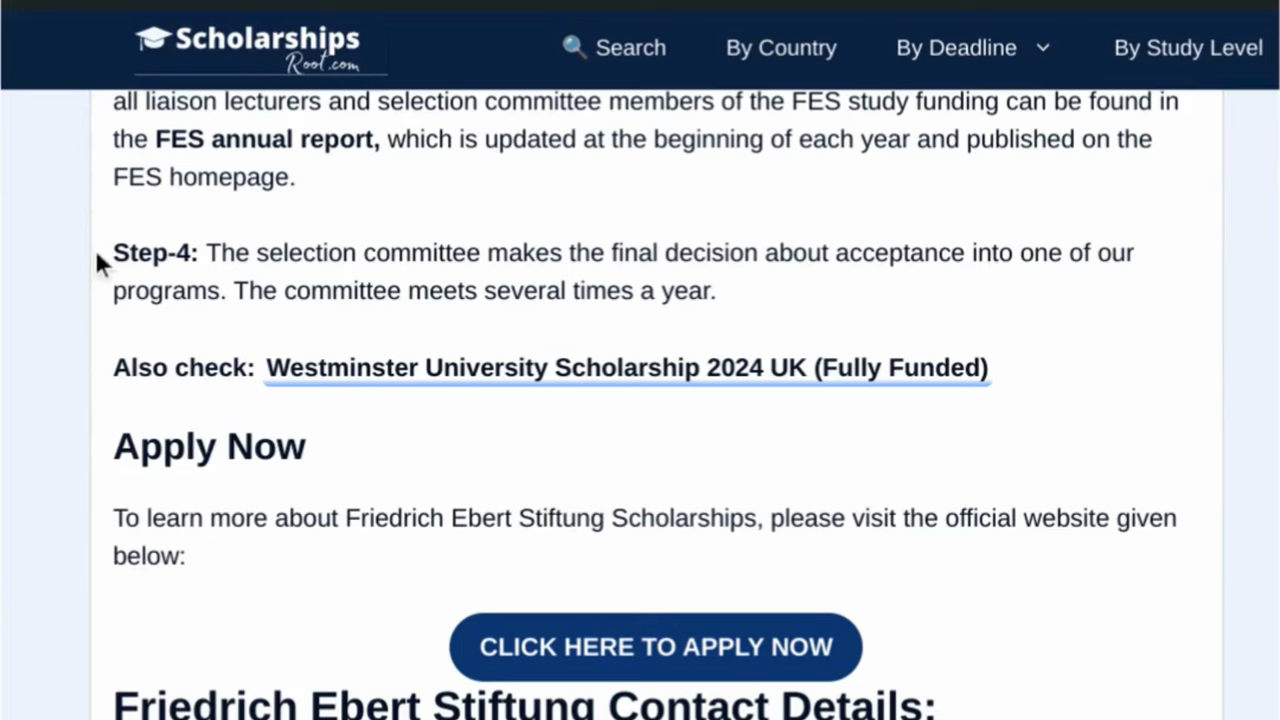 Scholarships
Root.com
Search By Country By Deadline By Study Level
all liaison lecturers and selection committee members of the FES study funding can be found in
the FES annual report, which is updated at the beginning of each year and published on the
FES homepage.
Step-4: The selection committee makes the final decision about acceptance into one of our
programs. The committee meets several times a year.
Also check: Westminster University Scholarship 2024 UK (Fully Funded)
Apply Now
To learn more about Friedrich Ebert Stiftung Scholarships, please visit the official website given
below:
CLICK HERE TO APPLY NOW
Friedrich Ebert Stiftung Contact Details: